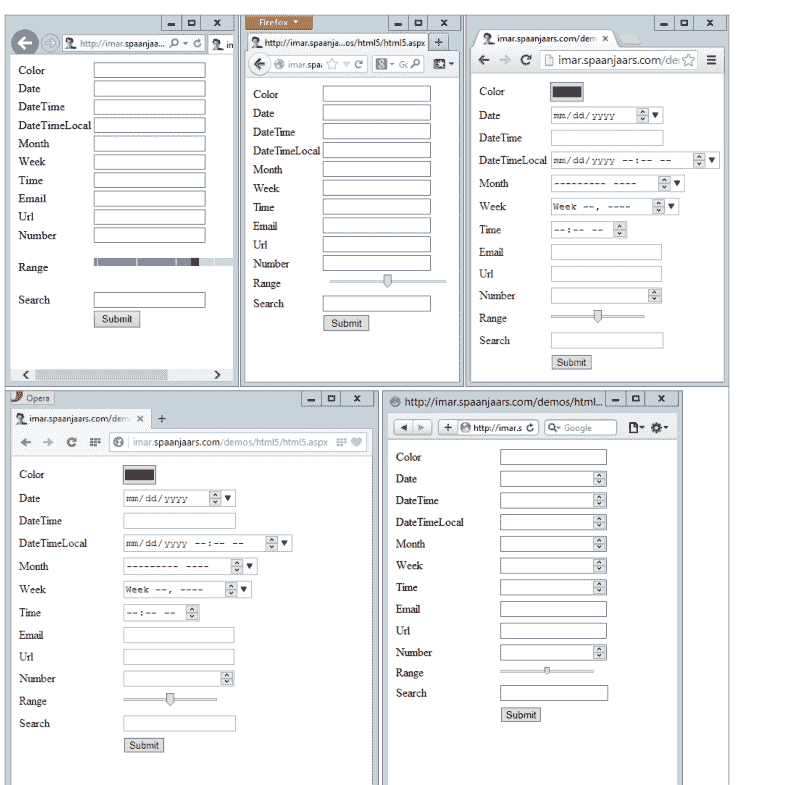 http://imar.spaanjaa...
in
Color
Date
DateTime
DateTimeLocal
Month
Week
Time
Email
Url
Number
Range
Search
Submit
Firefox
http://imar.spaanja...os/html5/html5.aspx
imar.spa
Go
Color
Date
DateTime
DateTimeLocal
Month
Week
Time
Email
Url
Number
Range
Search
Submit
imar.spaanjaars.com/dem
imar.spaanjaars.com/de
Color
Date mm/dd/yyyy
DateTime
DateTimeLocal mm/dd/yyyy --:-- --
Month --------- ----
Week Week --, ----
Time --:-- --
Email
Url
Number
Range
Search
Submit
Opera
imar.spaanjaars.com/dem
imar.spaanjaars.com/demos/html5/html5.aspx
Color
Date mm/dd/yyyy
DateTime
DateTimeLocal mm/dd/yyyy --:-- --
Month --------- ----
Week Week --, ----
Time --:-- --
Email
Url
Number
Range
Search
Submit
http://imar.spaanjaars.com/demos/html...
http://imar.s
Google
Color
Date
DateTime
DateTimeLocal
Month
Week
Time
Email
Url
Number
Range
Search
Submit